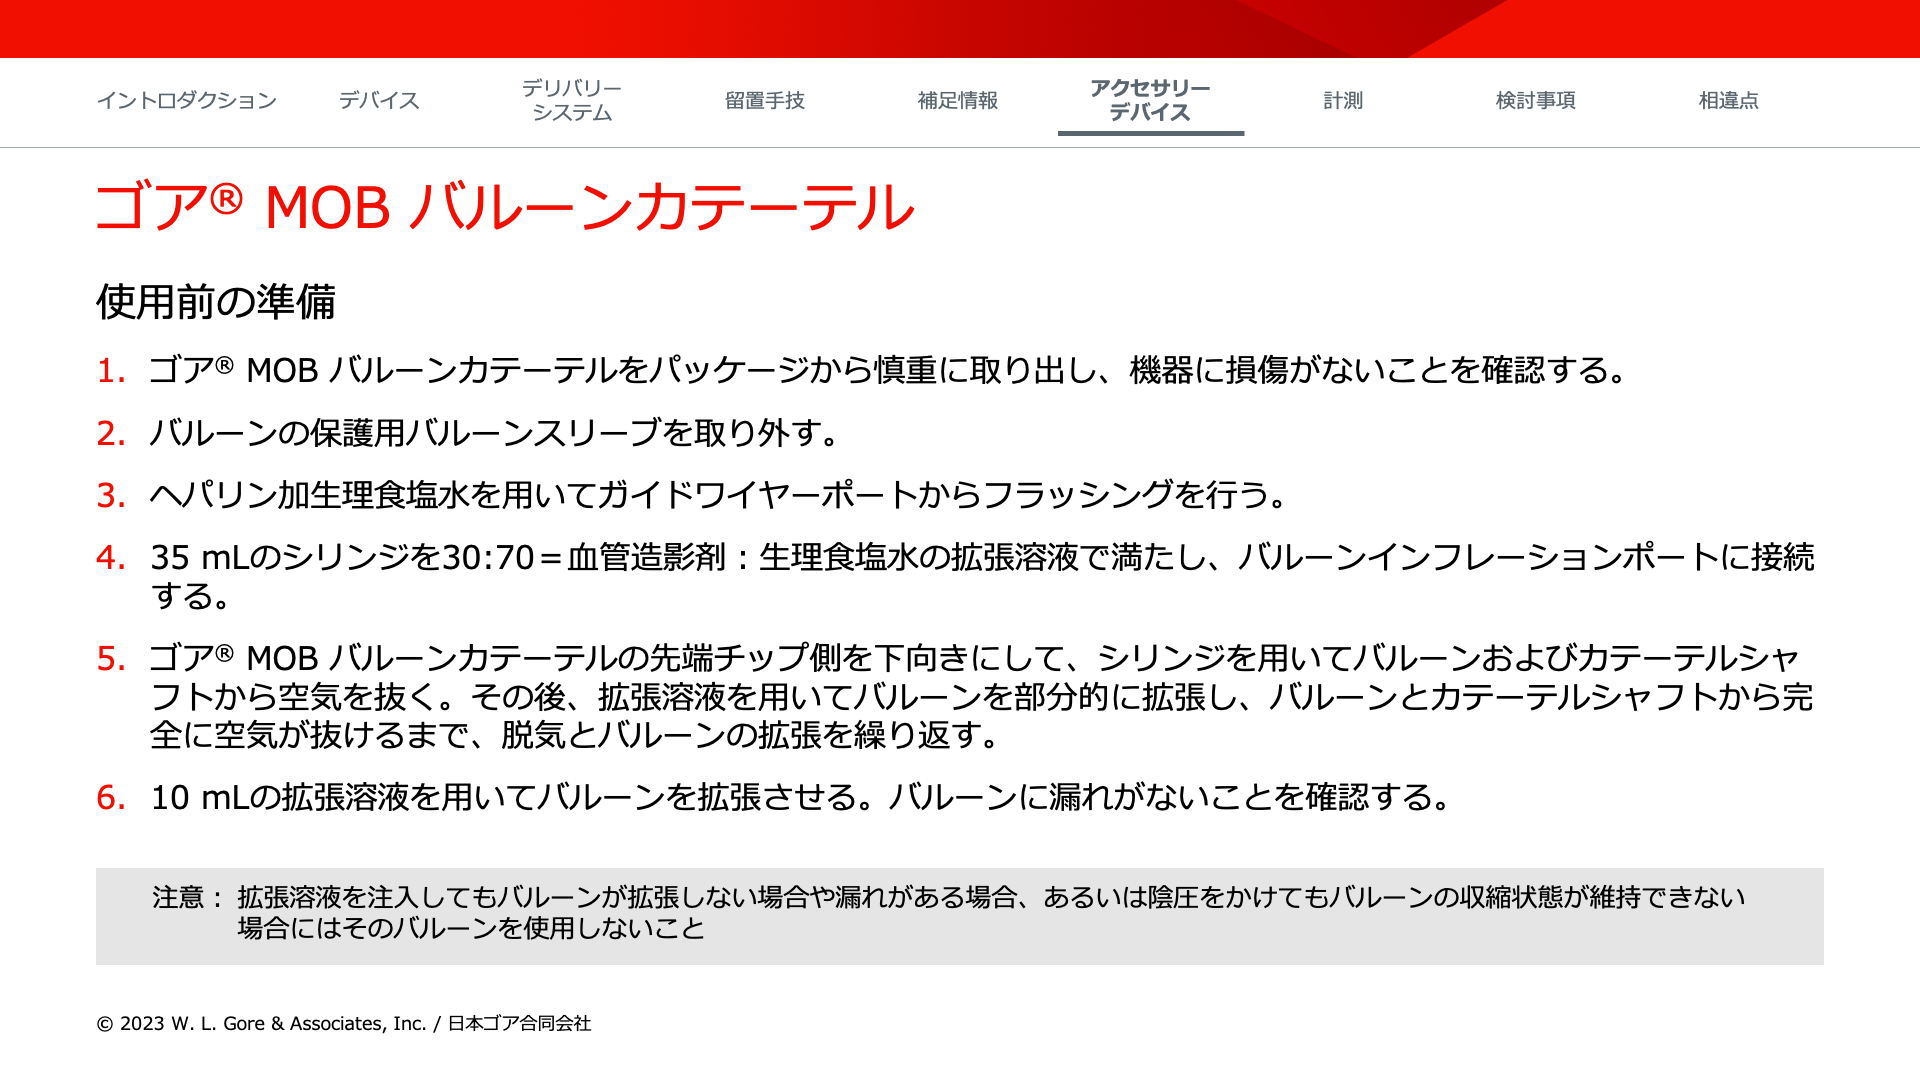 イントロダクション
デバイス
デリバリー
システム
留置手技
補足情報
アクセサリー
デバイス
計測
検討事項
相違点
ゴア® MOB バルーンカテーテル
使用前の準備
1. ゴア® MOB バルーンカテーテルをパッケージから慎重に取り出し、機器に損傷がないことを確認する。
2. バルーンの保護用バルーンスリーブを取り外す。
3. ヘパリン加生理食塩水を用いてガイドワイヤーポートからフラッシングを行う。
4. 35 mLのシリンジを30:70＝血管造影剤：生理食塩水の拡張溶液で満たし、バルーンインフレーションポートに接続
する。
5. ゴア® MOB バルーンカテーテルの先端チップ側を下向きにして、シリンジを用いてバルーンおよびカテーテルシャ
フトから空気を抜く。その後、拡張溶液を用いてバルーンを部分的に拡張し、バルーンとカテーテルシャフトから完
全に空気が抜けるまで、脱気とバルーンの拡張を繰り返す。
6. 10 mLの拡張溶液を用いてバルーンを拡張させる。バルーンに漏れがないことを確認する。
注意： 拡張溶液を注入してもバルーンが拡張しない場合や漏れがある場合、あるいは陰圧をかけてもバルーンの収縮状態が維持できない
場合にはそのバルーンを使用しないこと
© 2023 W. L. Gore & Associates, Inc. / 日本ゴア合同会社